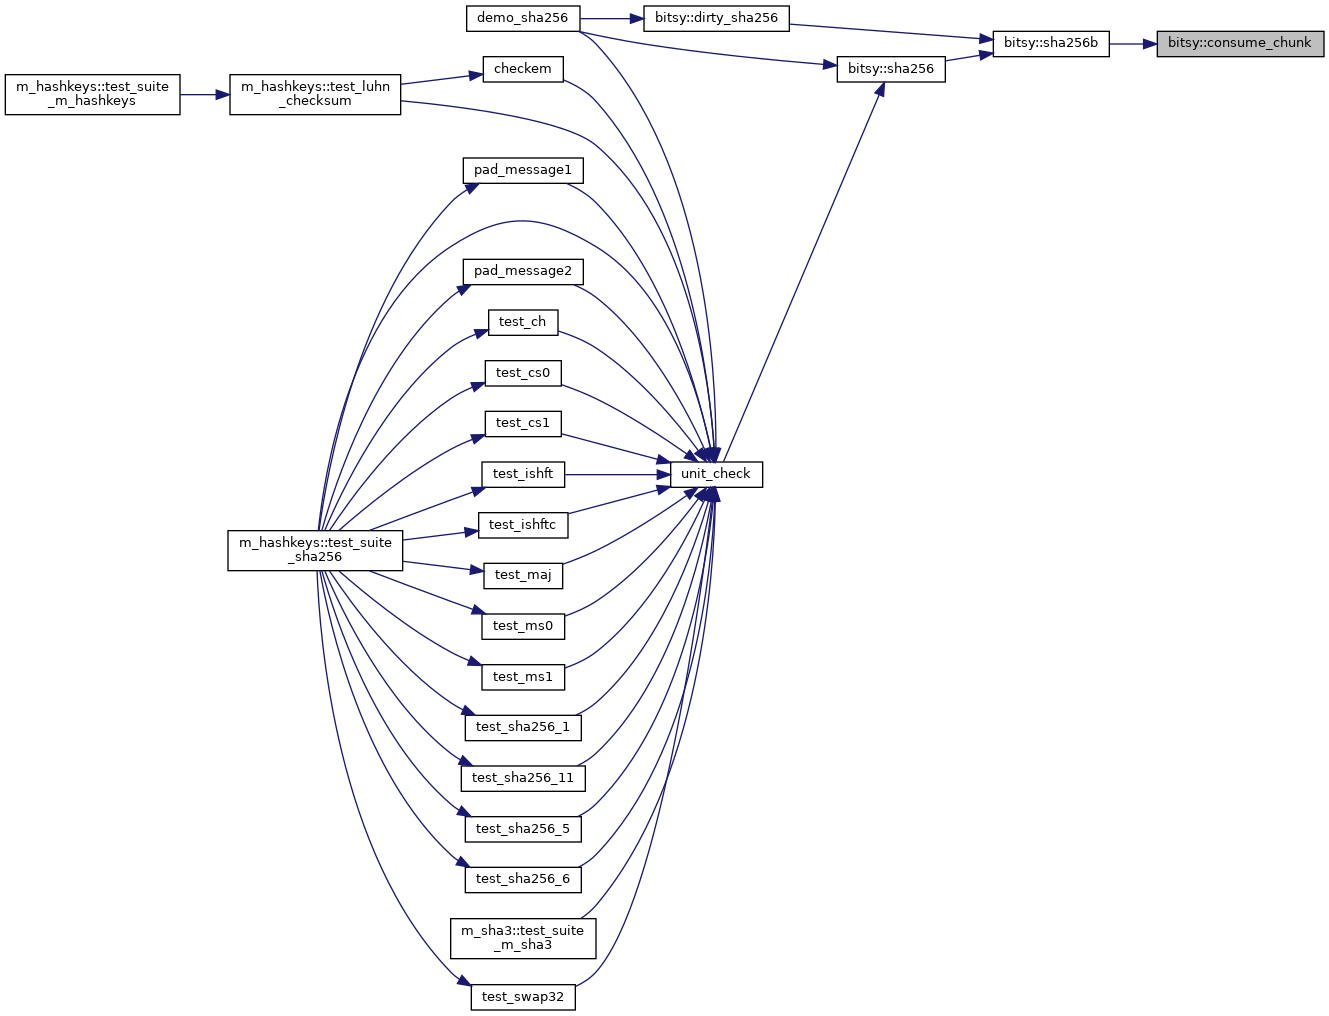 demo_sha256
bitsy::dirty_sha256
bitsy::sha256b
bitsy::consume_chunk
checkem
bitsy::sha256
m_hashkeys::test_suite
_m_hashkeys
m_hashkeys::test_luhn
_checksum
pad_message1
pad_message2
test_ch
test_cs0
test_cs1
test_ishft
unit_check
test_ishftc
m_hashkeys::test_suite
_sha256
test_maj
test_ms0
test_ms1
test_sha256_1
test_sha256_11
test_sha256_5
test_sha256_6
m_sha3::test_suite
_m_sha3
test_swap32